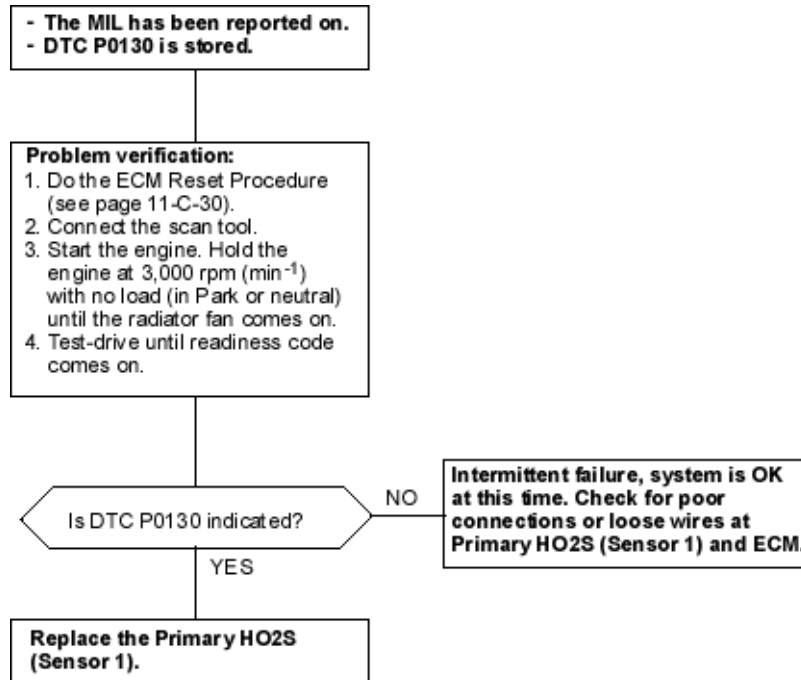 - The MIL has been reported on.
- DTC P0130 is stored.
Problem verification:
1. Do the ECM Reset Procedure
(see page 11-C-30).
2. Connect the scan tool.
3. Start the engine. Hold the
engine at 3,000 rpm (min⁻¹)
with no load (in Park or neutral)
until the radiator fan comes on.
4. Test-drive until readiness code
comes on.
Is DTC P0130 indicated?
NO
Intermittent failure, system is OK
at this time. Check for poor
connections or loose wires at
Primary HO2S (Sensor 1) and ECM.
YES
Replace the Primary HO2S
(Sensor 1).